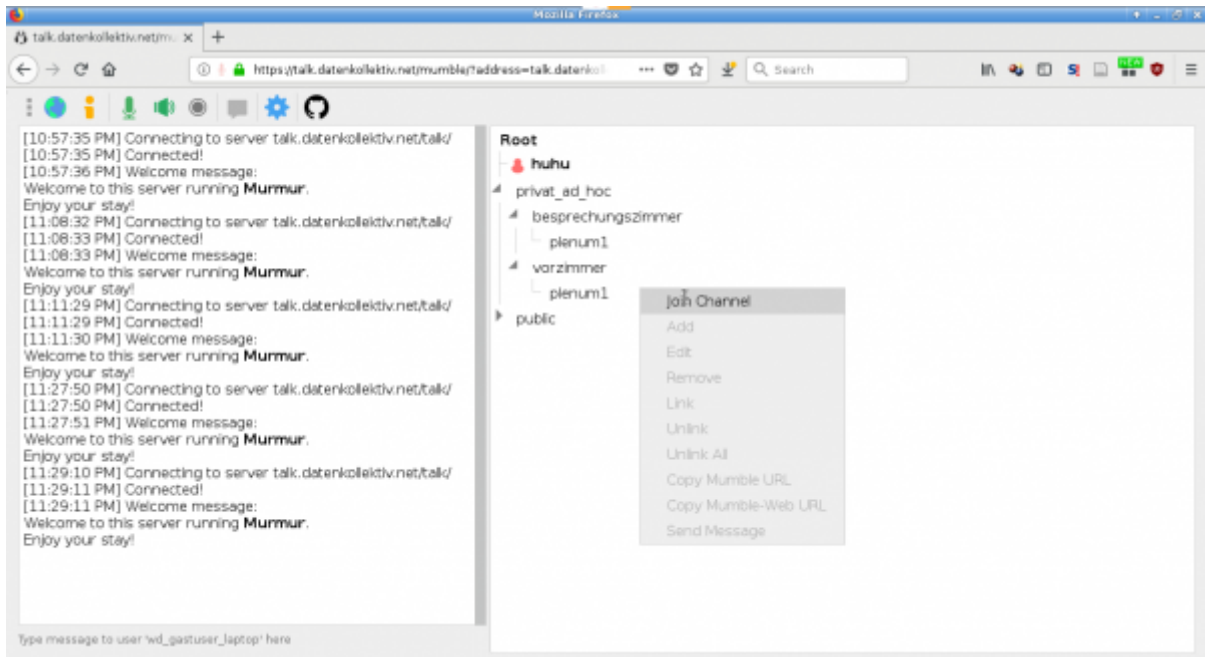 Mozilla Firefox
talk.datenkollektiv.net/mu
https://talk.datenkollektiv.net/mumble/?address=talk.datenkol
Search
NEW
[10:57:35 PM] Connecting to server talk.datenkollektiv.net/talk/
[10:57:35 PM] Connected!
[10:57:36 PM] Welcome message:
Welcome to this server running Murmur.
Enjoy your stay!
[11:08:32 PM] Connecting to server talk.datenkollektiv.net/talk/
[11:08:33 PM] Connected!
[11:08:33 PM] Welcome message:
Welcome to this server running Murmur.
Enjoy your stay!
[11:11:29 PM] Connecting to server talk.datenkollektiv.net/talk/
[11:11:29 PM] Connected!
[11:11:30 PM] Welcome message:
Welcome to this server running Murmur.
Enjoy your stay!
[11:27:50 PM] Connecting to server talk.datenkollektiv.net/talk/
[11:27:50 PM] Connected!
[11:27:51 PM] Welcome message:
Welcome to this server running Murmur.
Enjoy your stay!
[11:29:10 PM] Connecting to server talk.datenkollektiv.net/talk/
[11:29:11 PM] Connected!
[11:29:11 PM] Welcome message:
Welcome to this server running Murmur.
Enjoy your stay!
Type message to user 'wd_gastuser_laptop' here
Root
huhu
privat_ad_hoc
besprechungszimmer
plenum1
vorzimmer
plenum1
public
Join Channel
Add
Edit
Remove
Link
Unlink
Unlink All
Copy Mumble URL
Copy Mumble-Web URL
Send Message